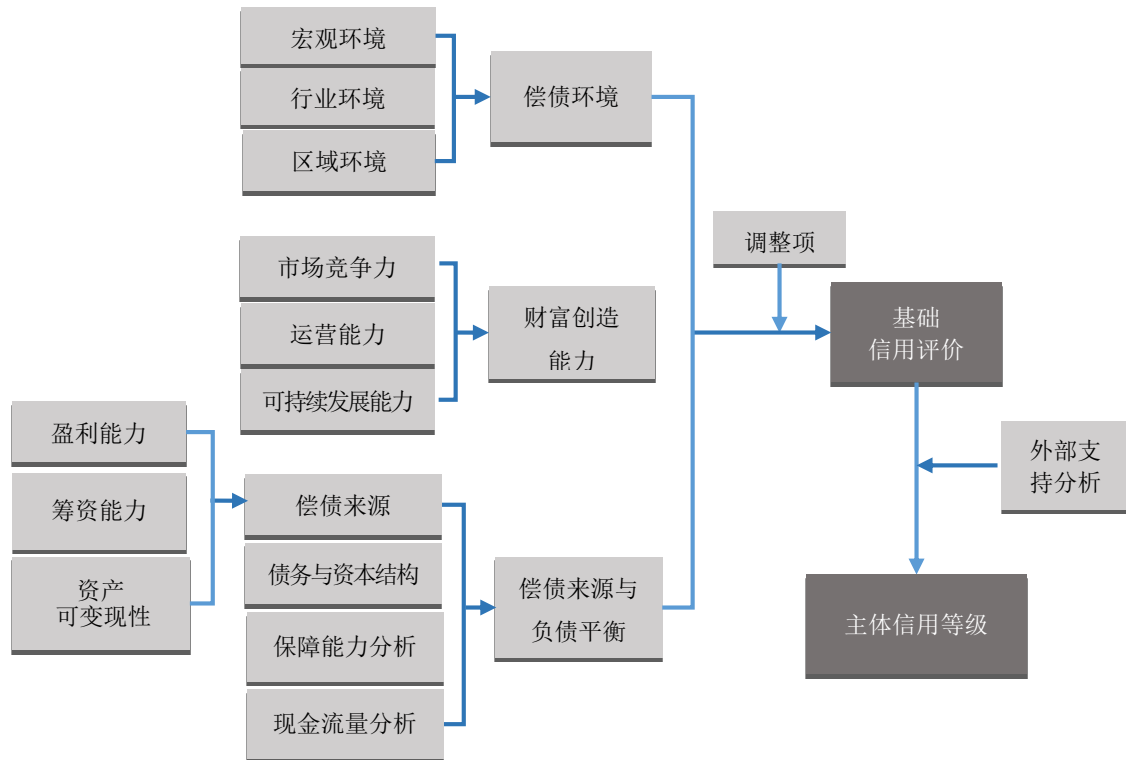 宏观环境
行业环境
区域环境
偿债环境
市场竞争力
运营能力
可持续发展能力
财富创造
能力
调整项
基础
信用评价
盈利能力
筹资能力
资产
可变现性
偿债来源
债务与资本结构
保障能力分析
现金流量分析
偿债来源与
负债平衡
外部支
持分析
主体信用等级